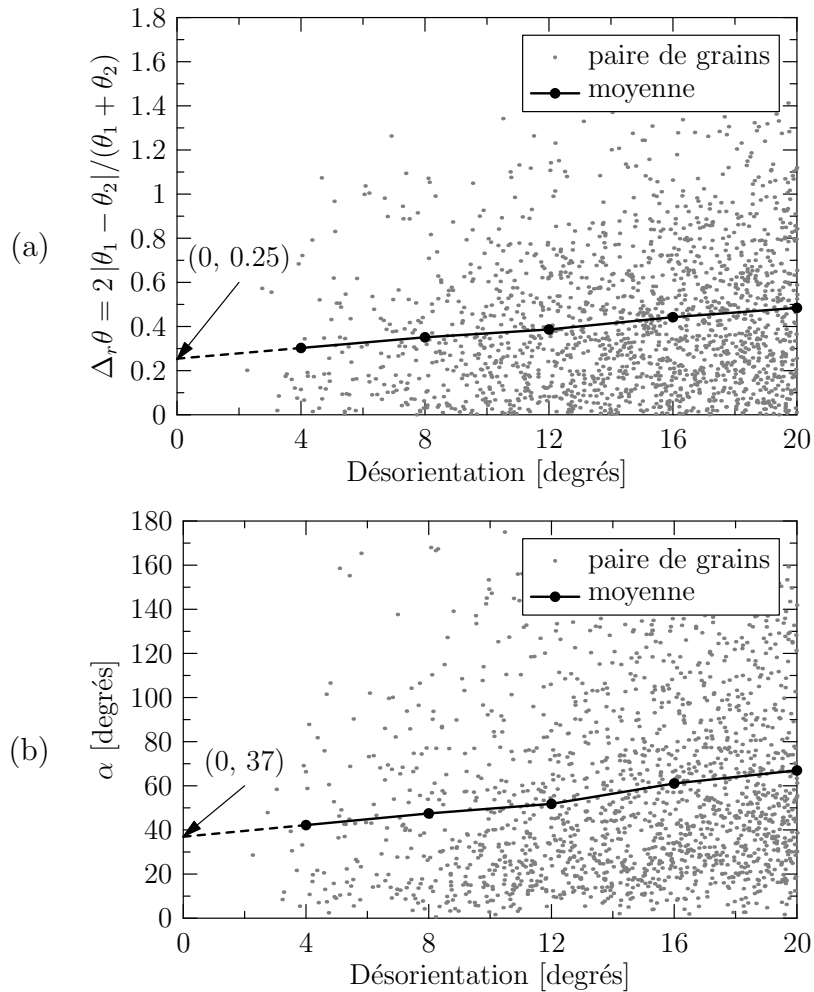 (a)
Δ_rθ = 2 |θ₁ − θ₂|/(θ₁ + θ₂)
1.8
1.6
1.4
1.2
1
0.8
0.6
0.4
0.2
0
paire de grains
moyenne
(0, 0.25)
0 4 8 12 16 20
Désorientation [degrés]
(b)
α [degrés]
180
160
140
120
100
80
60
40
20
0
paire de grains
moyenne
(0, 37)
0 4 8 12 16 20
Désorientation [degrés]